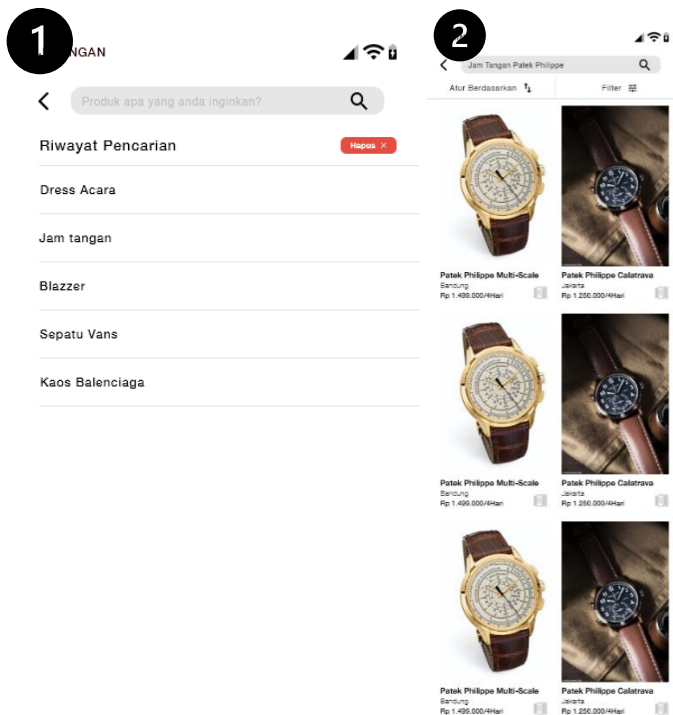 1
NGAN
Produk apa yang anda inginkan?
Riwayat Pencarian
Hapus ×
Dress Acara
Jam tangan
Blazzer
Sepatu Vans
Kaos Balenciaga
2
Jam Tangan Patek Philippe
Atur Berdasarkan
Filter
Patek Philippe Multi-Scale
Bandung
Rp 1.499.000/4Hari
Patek Philippe Calatrava
Jakarta
Rp 1.250.000/4Hari
Patek Philippe Multi-Scale
Bandung
Rp 1.499.000/4Hari
Patek Philippe Calatrava
Jakarta
Rp 1.250.000/4Hari
Patek Philippe Multi-Scale
Bandung
Rp 1.499.000/4Hari
Patek Philippe Calatrava
Jakarta
Rp 1.250.000/4Hari